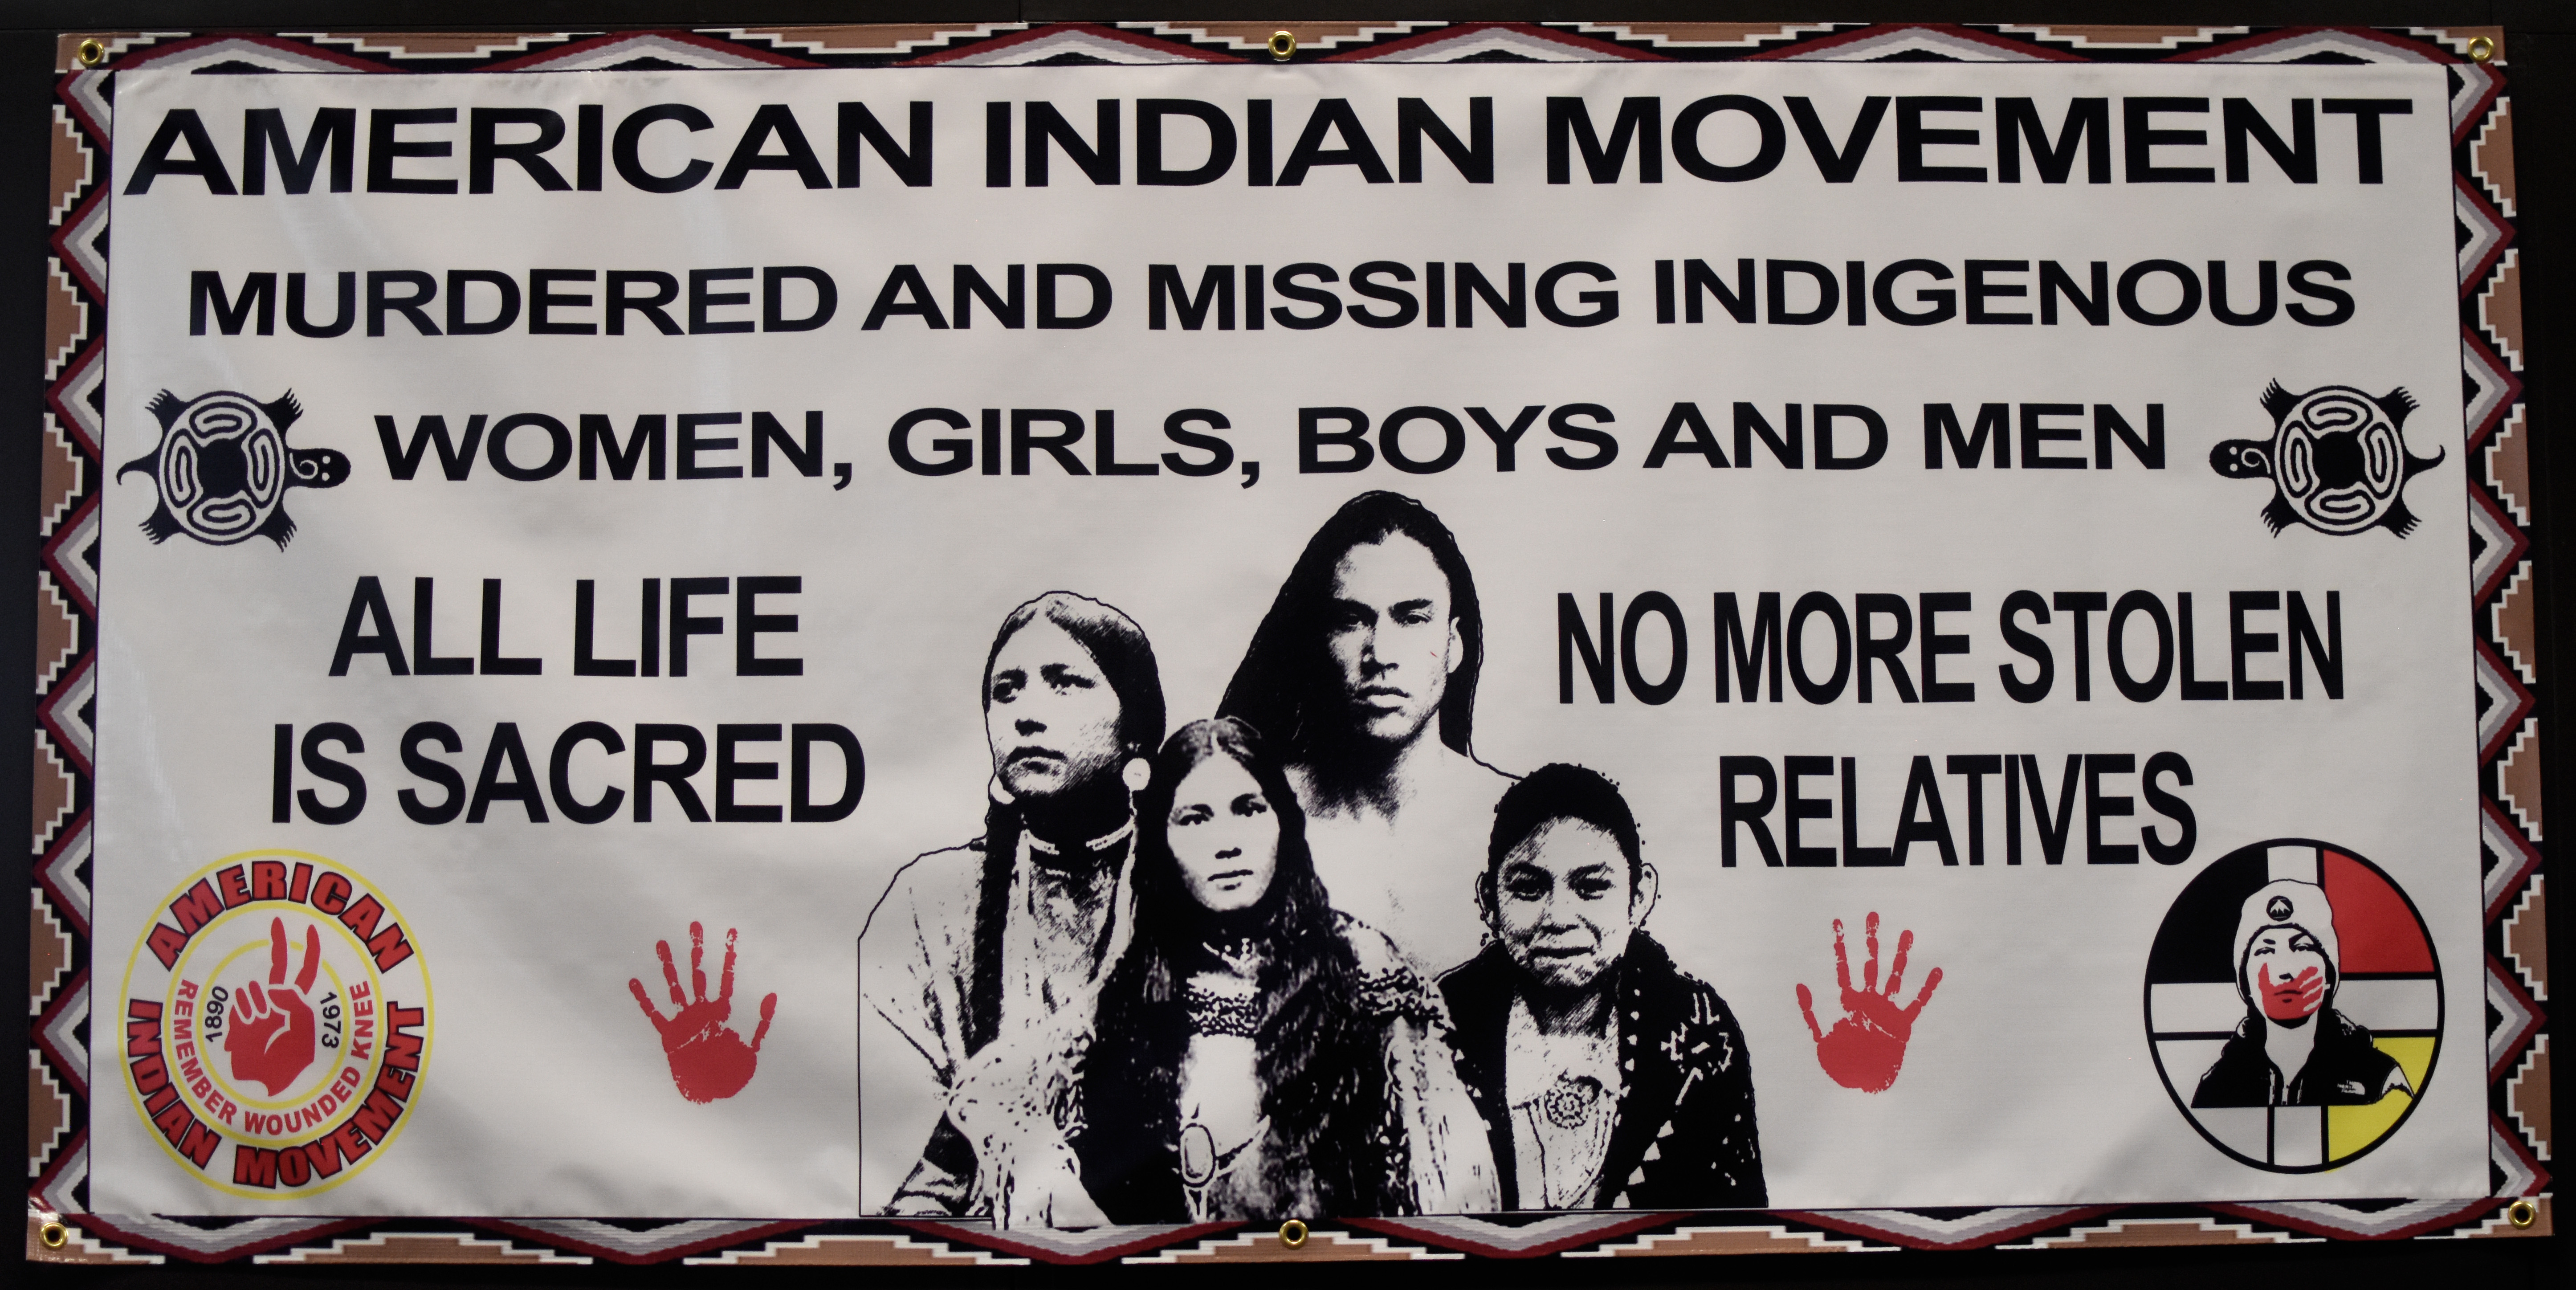 AMERICAN INDIAN MOVEMENT
MURDERED AND MISSING INDIGENOUS
WOMEN, GIRLS, BOYS AND MEN
ALL LIFE
IS SACRED
NO MORE STOLEN
RELATIVES
AMERICAN
INDIAN MOVEMENT
1890
1973
REMEMBER WOUNDED KNEE